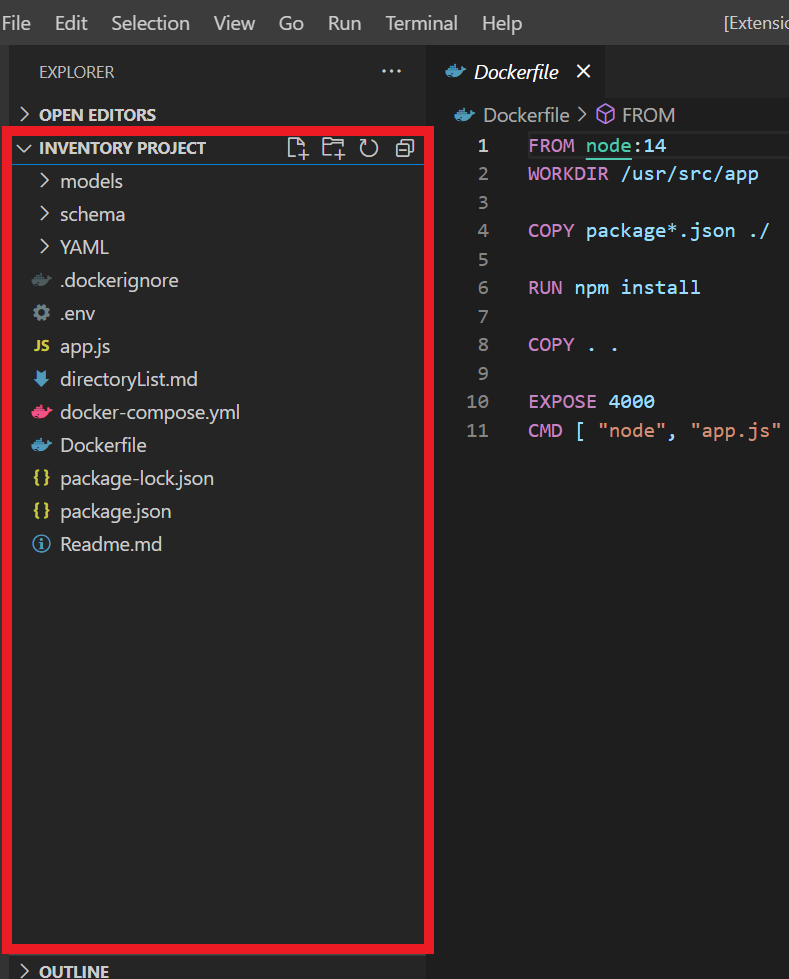 File Edit Selection View Go Run Terminal Help [Extensio
EXPLORER
OPEN EDITORS
INVENTORY PROJECT
models
schema
YAML
.dockerignore
.env
JS app.js
directoryList.md
docker-compose.yml
Dockerfile
{} package-lock.json
{} package.json
Readme.md
OUTLINE
Dockerfile
Dockerfile > FROM
1 FROM node:14
2 WORKDIR /usr/src/app
3
4 COPY package*.json ./
5
6 RUN npm install
7
8 COPY . .
9
10 EXPOSE 4000
11 CMD [ "node", "app.js"